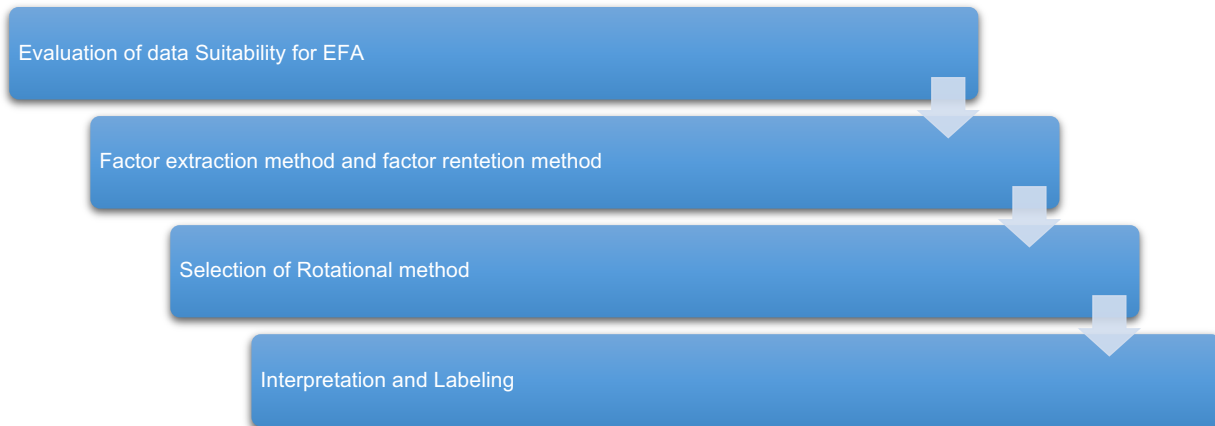 Evaluation of data Suitability for EFA
Factor extraction method and factor rentetion method
Selection of Rotational method
Interpretation and Labeling